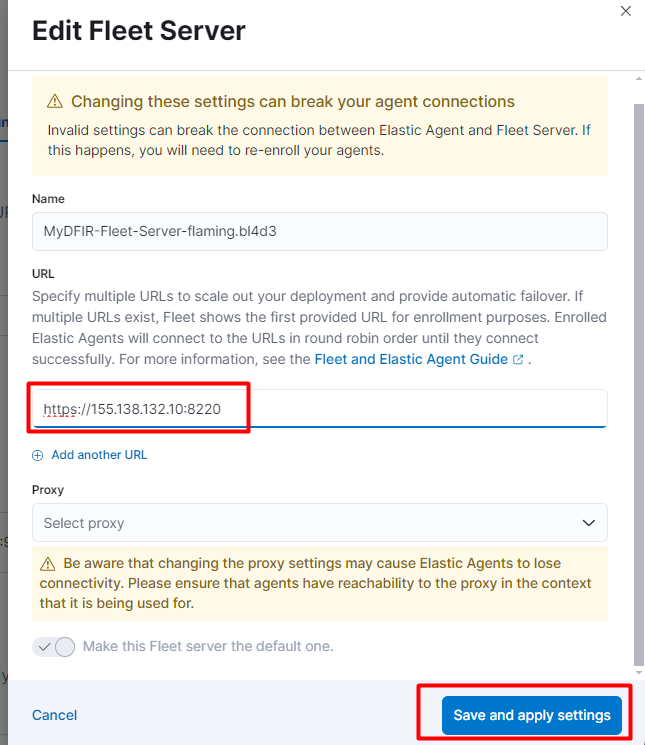 Edit Fleet Server
Changing these settings can break your agent connections
Invalid settings can break the connection between Elastic Agent and Fleet Server. If
this happens, you will need to re-enroll your agents.
Name
MyDFIR-Fleet-Server-flaming.bl4d3
URL
Specify multiple URLs to scale out your deployment and provide automatic failover. If
multiple URLs exist, Fleet shows the first provided URL for enrollment purposes. Enrolled
Elastic Agents will connect to the URLs in round robin order until they connect
successfully. For more information, see the Fleet and Elastic Agent Guide .
https://155.138.132.10:8220
Add another URL
Proxy
Select proxy
Be aware that changing the proxy settings may cause Elastic Agents to lose
connectivity. Please ensure that agents have reachability to the proxy in the context
that it is being used for.
Make this Fleet server the default one.
Cancel
Save and apply settings